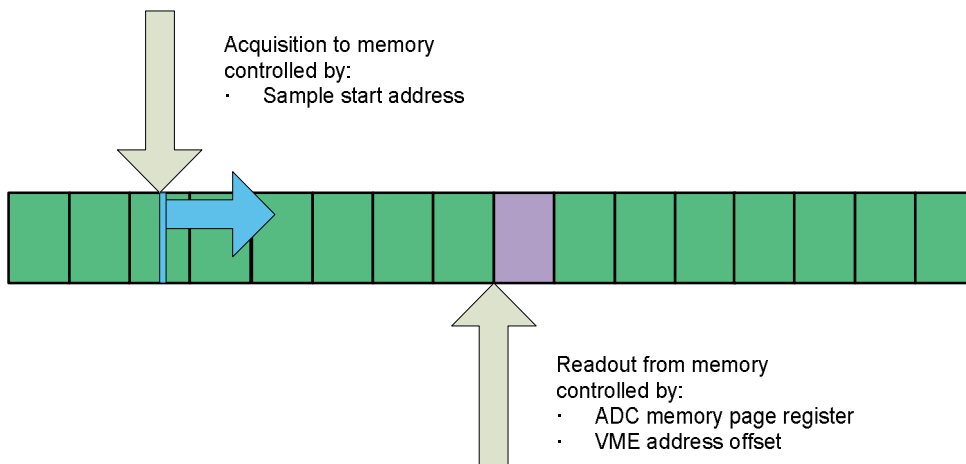 Acquisition to memory
controlled by:
· Sample start address
Readout from memory
controlled by:
· ADC memory page register
· VME address offset